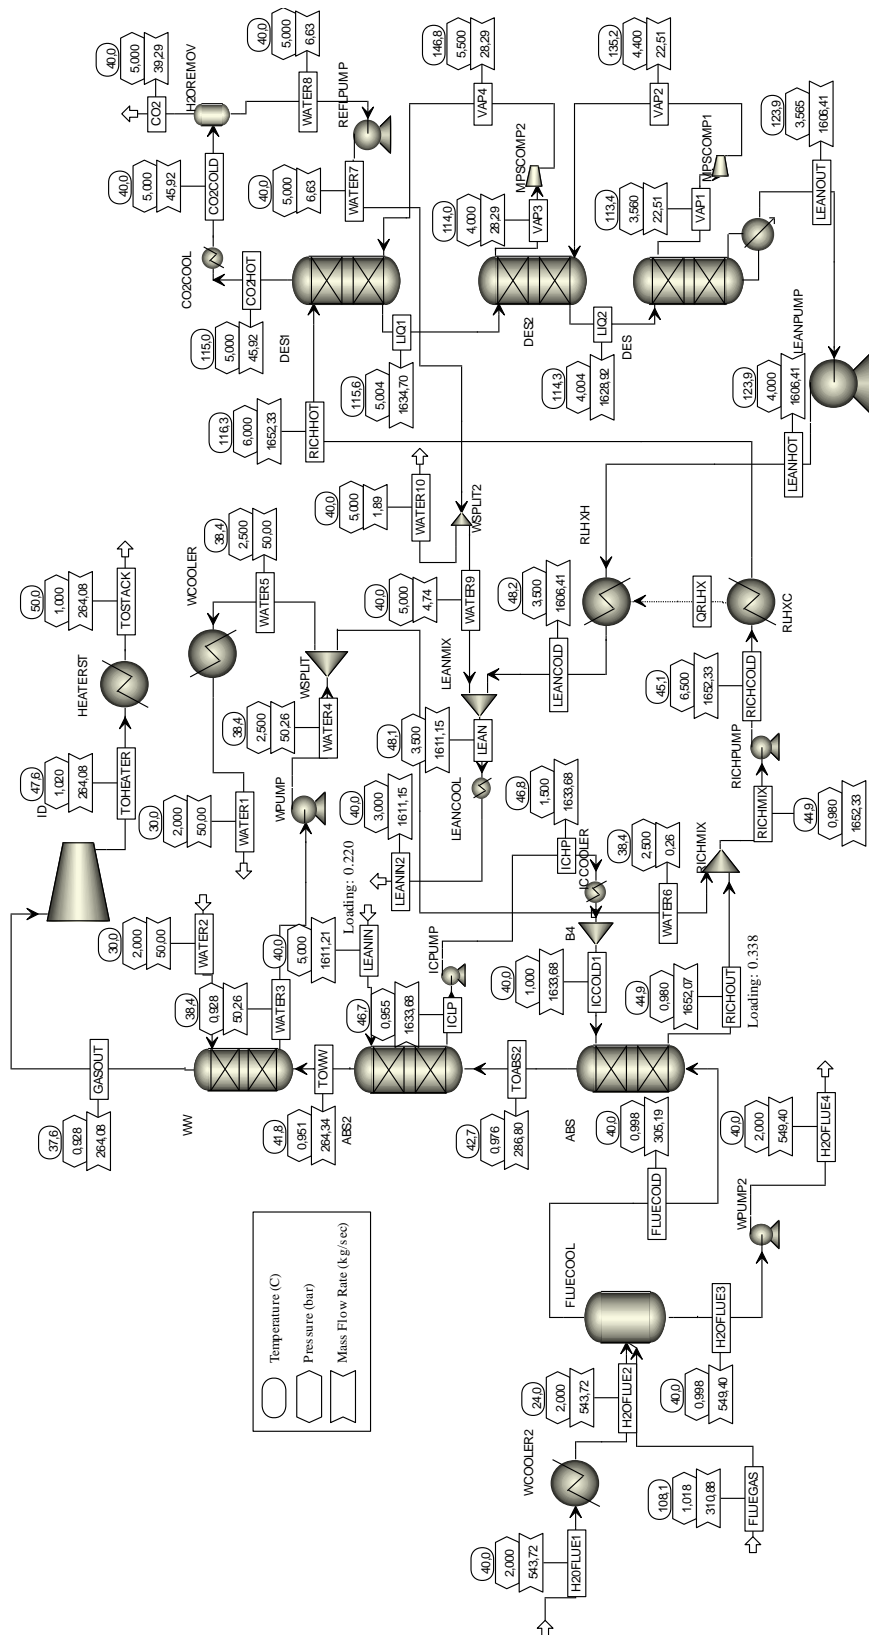 Temperature (C)
Pressure (bar)
Mass Flow Rate (kg/sec)
40,0
2,000
543,72
H20FLUE1
WCOOLER2
24,0
2,000
543,72
H2OFLUE2
108,1
1,018
310,88
FLUEGAS
FLUECOOL
40,0
0,998
549,40
H2OFLUE3
WPUMP2
40,0
2,000
549,40
H2OFLUE4
40,0
0,998
305,19
FLUECOLD
ABS
42,7
0,976
286,80
TOABS2
ABS2
41,8
0,951
264,34
TOWW
WW
37,6
0,928
264,08
GASOUT
ID
47,6
1,020
264,08
TOHEATER
HEATERST
50,0
1,000
264,08
TOSTACK
30,0
2,000
50,00
WATER2
38,4
0,928
50,26
WATER3
30,0
2,000
50,00
WATER1
WCOOLER
38,4
2,500
50,00
WATER5
WSPLIT
38,4
2,500
50,26
WATER4
WPUMP
40,0
5,000
1611,21
LEANIN
Loading: 0.220
46,7
0,955
1633,68
ICLP
ICPUMP
46,8
1,500
1633,68
ICHP
ICCOOLER
B4
40,0
1,000
1633,68
ICCOLD1
44,9
0,980
1652,07
RICHOUT
Loading: 0.338
38,4
2,500
0,26
WATER6
RICHMIX
44,9
0,980
1652,33
RICHMIX
RICHPUMP
45,1
6,500
1652,33
RICHCOLD
RLHXC
QRLHX
RLHXH
40,0
3,000
1611,15
LEANIN2
LEANCOOL
48,1
3,500
1611,15
LEAN
LEANMIX
48,2
3,500
1606,41
LEANCOLD
40,0
5,000
4,74
WATER9
WSPLIT2
40,0
5,000
1,89
WATER10
116,3
6,000
1652,33
RICHHOT
DES1
115,0
5,000
45,92
CO2HOT
CO2COOL
40,0
5,000
45,92
CO2COLD
H2OREMOV
40,0
5,000
39,29
CO2
40,0
5,000
6,63
WATER8
REFLPUMP
40,0
5,000
6,63
WATER7
115,6
5,004
1634,70
LIQ1
DES2
114,0
4,000
28,29
VAP3
MPSCOMP2
146,8
5,500
28,29
VAP4
114,3
4,004
1628,92
LIQ2
DES
113,4
3,560
22,51
VAP1
MPSCOMP1
135,2
4,400
22,51
VAP2
123,9
3,565
1606,41
LEANOUT
LEANPUMP
123,9
4,000
1606,41
LEANHOT